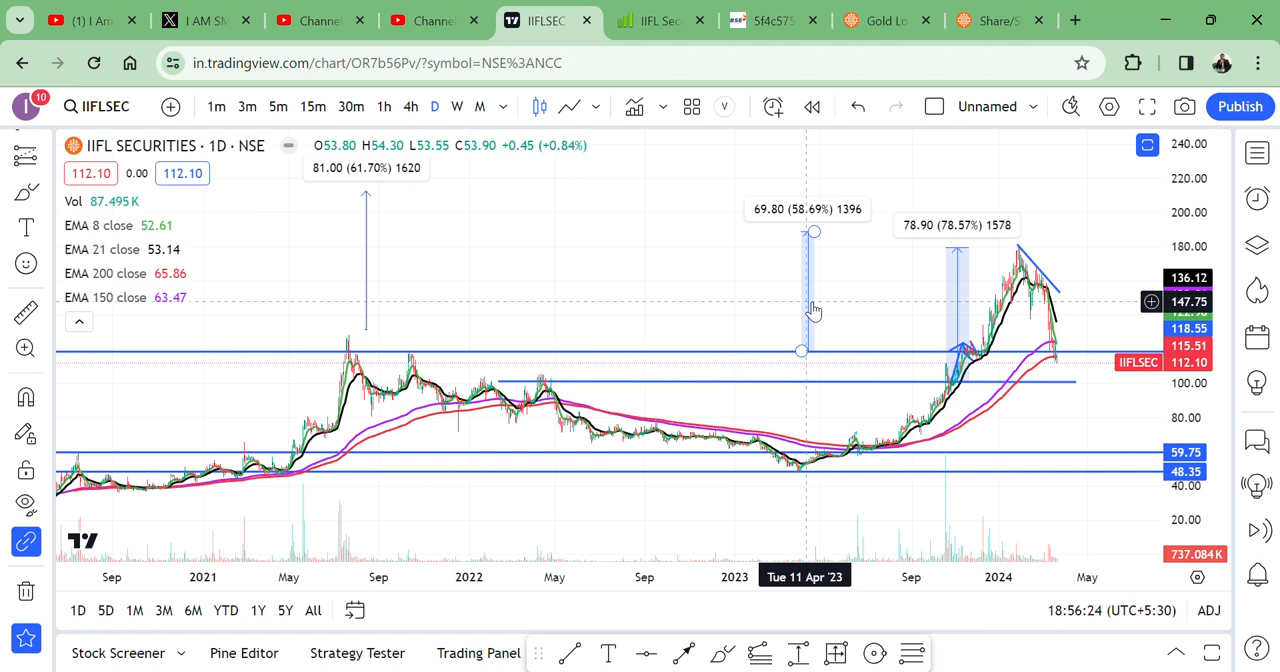 (1) I Am
I AM SM
Channel
Channel
IIFLSEC
IIFL Sec
BSE
5f4c575
Gold Lo
Share/S
in.tradingview.com/chart/OR7b56Pv/?symbol=NSE%3ANCC
I
10
IIFLSEC
1m 3m 5m 15m 30m 1h 4h D W M
V
Unnamed
Publish
IIFL SECURITIES · 1D · NSE
O53.80 H54.30 L53.55 C53.90 +0.45 (+0.84%)
112.10 0.00 112.10
Vol 87.495K
EMA 8 close 52.61
EMA 21 close 53.14
EMA 200 close 65.86
EMA 150 close 63.47
81.00 (61.70%) 1620
69.80 (58.69%) 1396
78.90 (78.57%) 1578
240.00
220.00
200.00
180.00
136.12
147.75
118.55
115.51
IIFLSEC 112.10
100.00
80.00
59.75
48.35
40.00
20.00
737.084K
Sep 2021 May Sep 2022 May Sep 2023 Tue 11 Apr '23 Sep 2024 May
1D 5D 1M 3M 6M YTD 1Y 5Y All
18:56:24 (UTC+5:30) ADJ
Stock Screener Pine Editor Strategy Tester Trading Panel